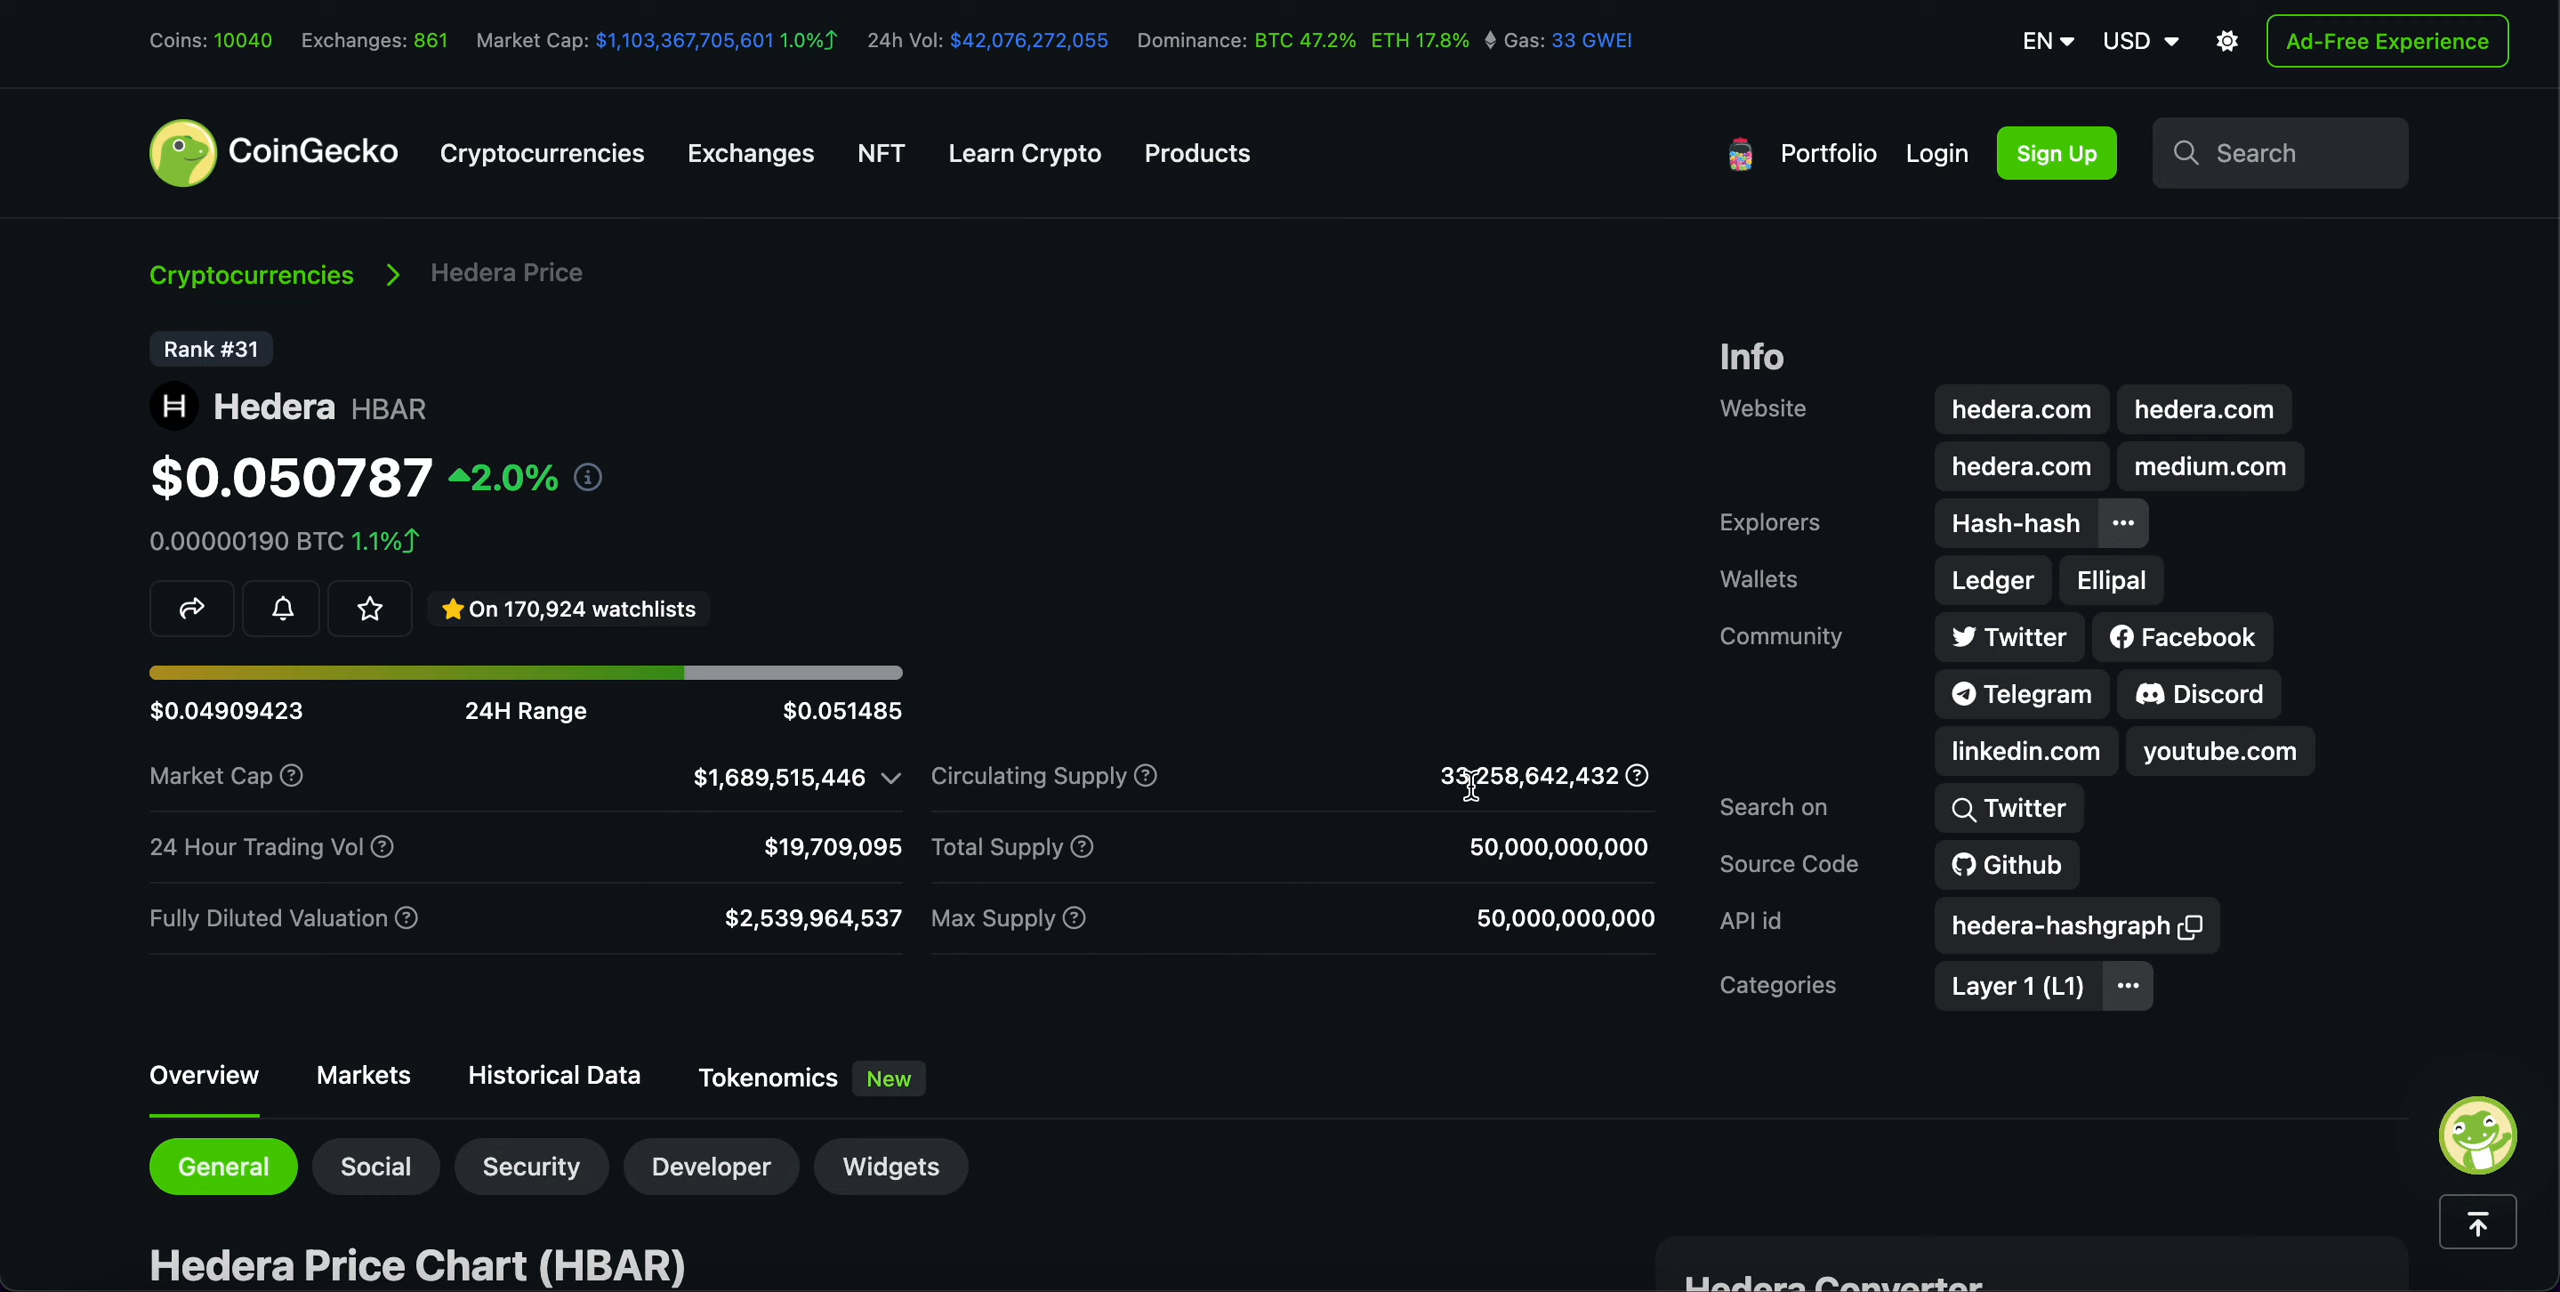 Coins: 10040 Exchanges: 861 Market Cap: $1,103,367,705,601 1.0% 24h Vol: $42,076,272,055 Dominance: BTC 47.2% ETH 17.8% Gas: 33 GWEI EN USD Ad-Free Experience
CoinGecko Cryptocurrencies Exchanges NFT Learn Crypto Products Portfolio Login Sign Up Search
Cryptocurrencies > Hedera Price
Rank #31
Hedera HBAR
$0.050787 2.0%
0.00000190 BTC 1.1%
On 170,924 watchlists
$0.04909423 24H Range $0.051485
Market Cap $1,689,515,446
24 Hour Trading Vol $19,709,095
Fully Diluted Valuation $2,539,964,537
Circulating Supply 33,258,642,432
Total Supply 50,000,000,000
Max Supply 50,000,000,000
Info
Website hedera.com hedera.com
hedera.com medium.com
Explorers Hash-hash ...
Wallets Ledger Ellipal
Community Twitter Facebook
Telegram Discord
linkedin.com youtube.com
Search on Twitter
Source Code Github
API id hedera-hashgraph
Categories Layer 1 (L1) ...
Overview Markets Historical Data Tokenomics New
General Social Security Developer Widgets
Hedera Price Chart (HBAR)
Hedera Converter